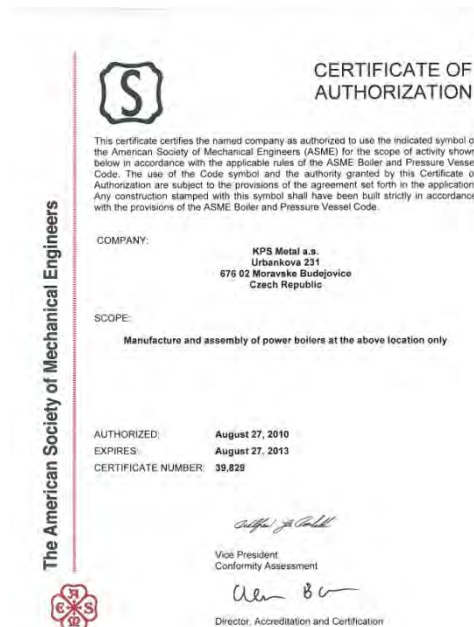 S
CERTIFICATE OF
AUTHORIZATION
This certificate certifies the named company as authorized to use the indicated symbol o
the American Society of Mechanical Engineers (ASME) for the scope of activity shown
below in accordance with the applicable rules of the ASME Boiler and Pressure Vesse
Code. The use of the Code symbol and the authority granted by this Certificate o
Authorization are subject to the provisions of the agreement set forth in the application
Any construction stamped with this symbol shall have been built strictly in accordance
with the provisions of the ASME Boiler and Pressure Vessel Code.
COMPANY:
KPS Metal a.s.
Urbankova 231
676 02 Moravske Budejovice
Czech Republic
SCOPE:
Manufacture and assembly of power boilers at the above location only
AUTHORIZED: August 27, 2010
EXPIRES: August 27, 2013
CERTIFICATE NUMBER: 39,829
Vice President
Conformity Assessment
Director, Accreditation and Certification
The American Society of Mechanical Engineers
A
E S
M